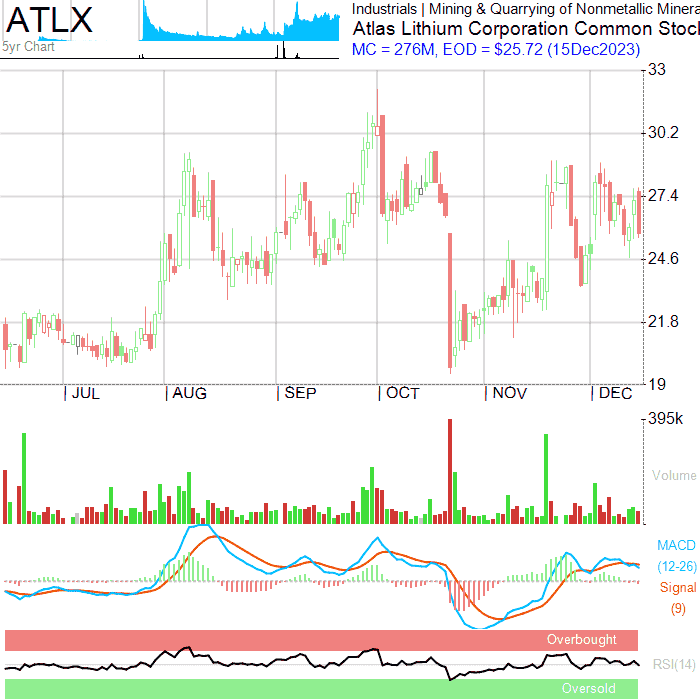 ATLX
5yr Chart
Industrials | Mining & Quarrying of Nonmetallic Minera
Atlas Lithium Corporation Common Stocl
MC = 276M, EOD = $25.72 (15Dec2023)
33
30.2
27.4
24.6
21.8
19
JUL
AUG
SEP
OCT
NOV
DEC
395k
Volume
MACD
(12-26)
Signal
(9)
Overbought
RSI(14)
Oversold